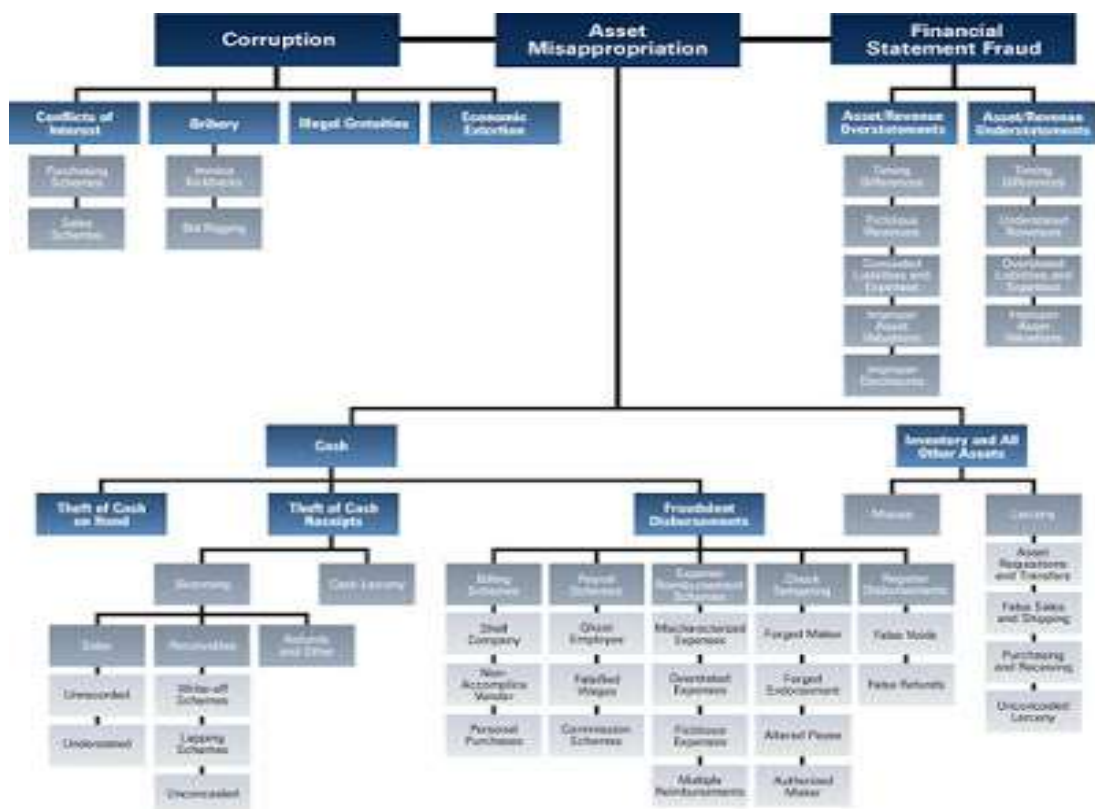 Corruption
Asset
Misappropriation
Financial
Statement Fraud
Conflicts of
Interest
Bribery
Illegal Gratuities
Economic
Extortion
Asset/Revenue
Overstatements
Asset/Revenue
Understatements
Purchasing
Schemes
Sales
Schemes
Invoice
Kickbacks
Bid Rigging
Timing
Differences
Fictitious
Revenues
Concealed
Liabilities and
Expenses
Improper
Asset
Valuations
Improper
Disclosures
Timing
Differences
Understated
Revenues
Overstated
Liabilities and
Expenses
Improper
Asset
Valuations
Cash
Inventory and All
Other Assets
Theft of Cash
on Hand
Theft of Cash
Receipts
Fraudulent
Disbursements
Misuse
Larceny
Skimming
Cash Larceny
Sales
Receivables
Refunds
and Other
Unrecorded
Understated
Write-off
Schemes
Lapping
Schemes
Unconcealed
Billing
Schemes
Shell
Company
Non-
Accomplice
Vendor
Personal
Purchases
Payroll
Schemes
Ghost
Employee
Falsified
Wages
Commission
Schemes
Expense
Reimbursement
Schemes
Mischaracterized
Expenses
Overstated
Expenses
Fictitious
Expenses
Multiple
Reimbursements
Check
Tampering
Forged Maker
Forged
Endorsement
Altered Payee
Authorized
Maker
Register
Disbursements
False Voids
False Refunds
Asset
Requisitions
and Transfers
False Sales
and Shipping
Purchasing
and Receiving
Unconcealed
Larceny